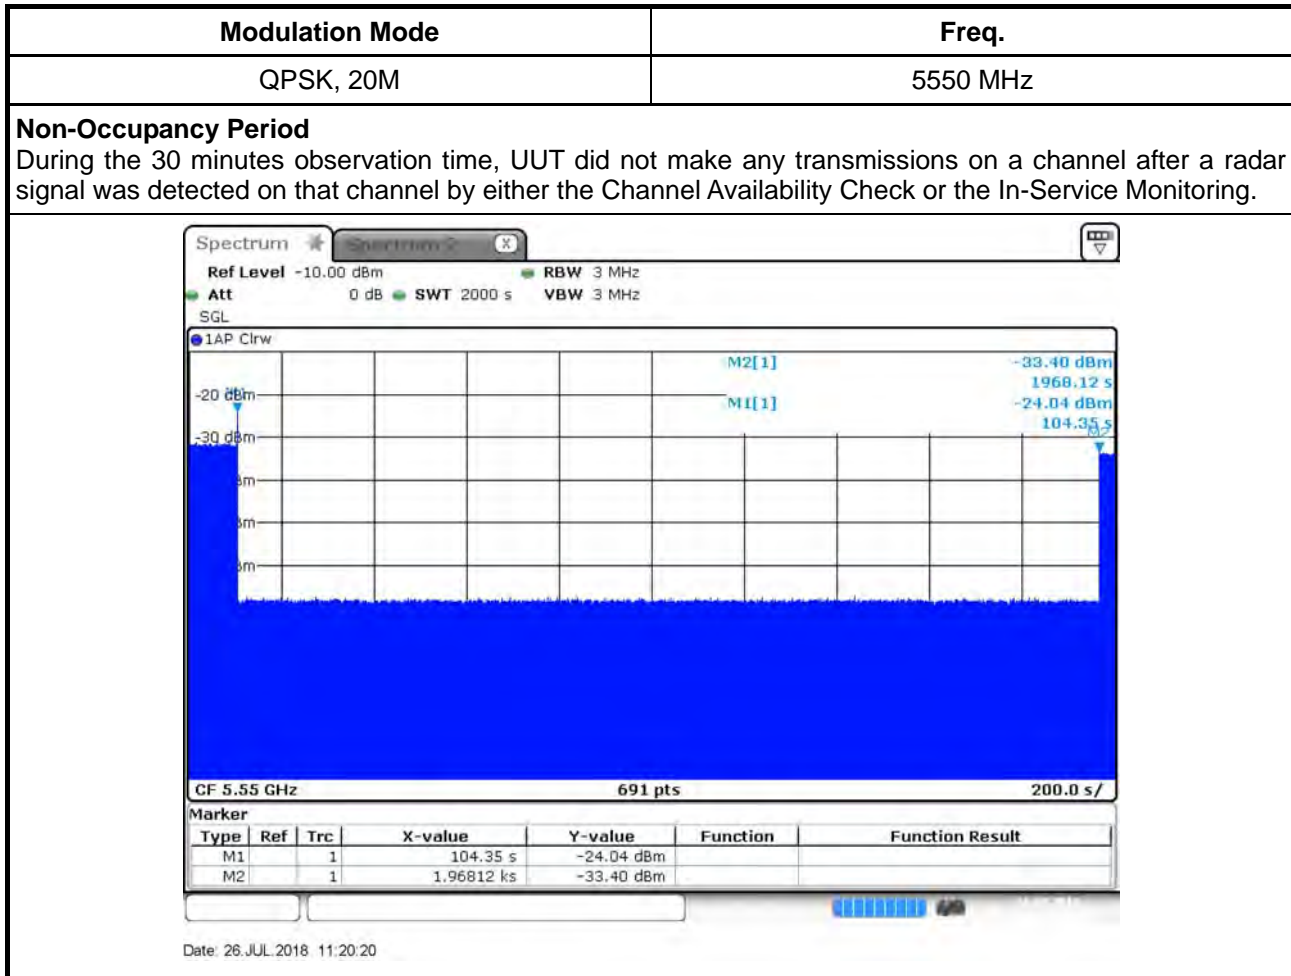 Modulation Mode Freq.
QPSK, 20M 5550 MHz
Non-Occupancy Period
During the 30 minutes observation time, UUT did not make any transmissions on a channel after a radar
signal was detected on that channel by either the Channel Availability Check or the In-Service Monitoring.
Spectrum Spectrum 2 X
Ref Level -10.00 dBm RBW 3 MHz
Att 0 dB SWT 2000 s VBW 3 MHz
SGL
1AP Clrw
M2[1] -33.40 dBm
1968.12 s
-20 dBm
M1[1] -24.04 dBm
104.35 s
M2
-30 dBm
CF 5.55 GHz 691 pts 200.0 s/
Marker
Type Ref Trc X-value Y-value Function Function Result
M1 1 104.35 s -24.04 dBm
M2 1 1.96812 ks -33.40 dBm
Date: 26.JUL.2018 11:20:20